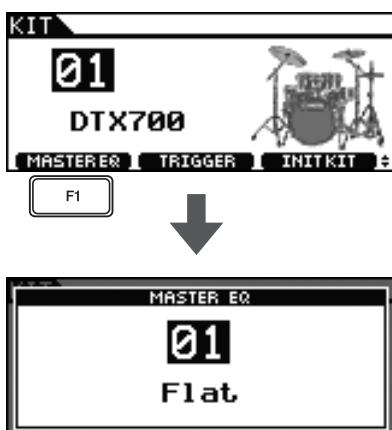 KIT
01
DTX700
MASTER EQ TRIGGER INIT KIT
F1
MASTER EQ
01
Flat